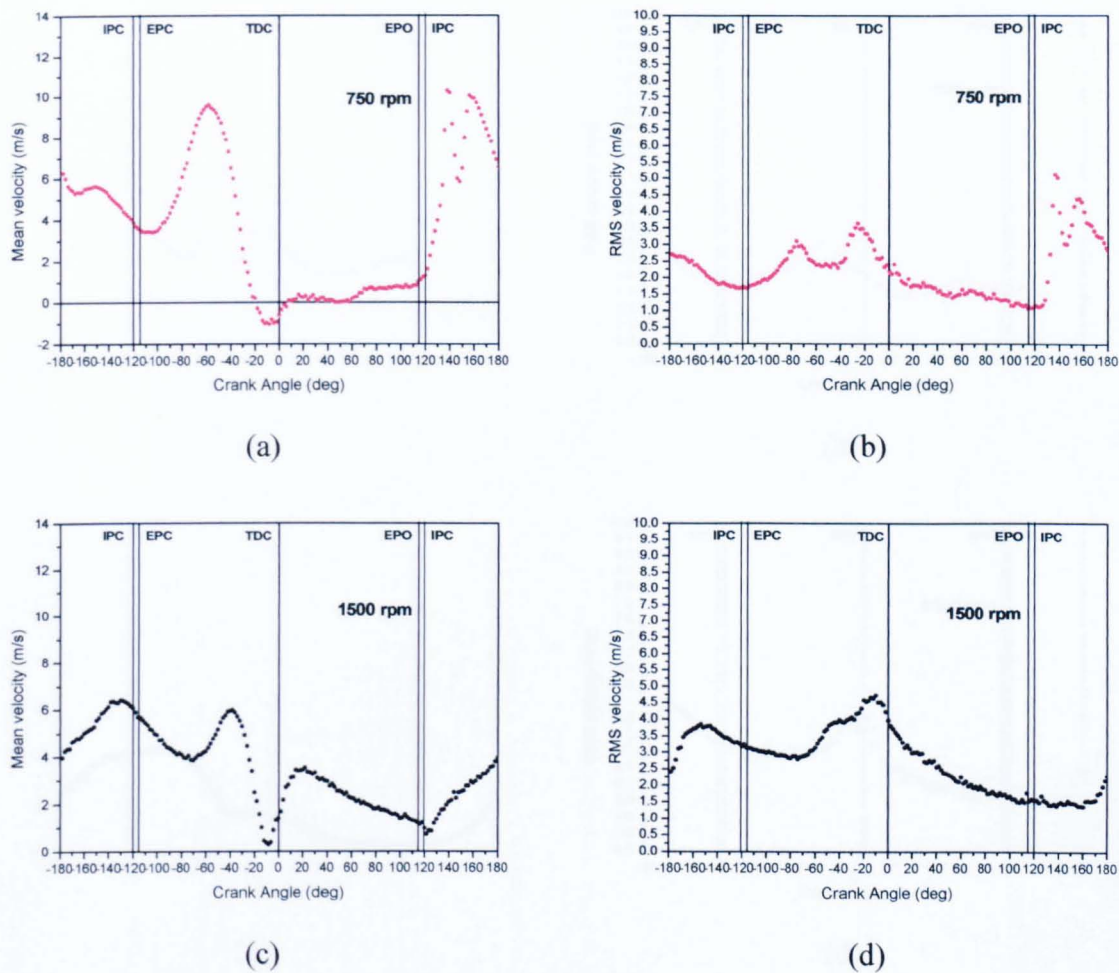 14
12
10
8
6
4
2
0
-2
Mean velocity (m/s)
IPC EPC TDC EPO IPC
750 rpm
-180 -160 -140 -120 -100 -80 -60 -40 -20 0 20 40 60 80 100 120 140 160 180
Crank Angle (deg)
(a)
10.0
9.5
9.0
8.5
8.0
7.5
7.0
6.5
6.0
5.5
5.0
4.5
4.0
3.5
3.0
2.5
2.0
1.5
1.0
0.5
0.0
RMS velocity (m/s)
IPC EPC TDC EPO IPC
750 rpm
-180 -160 -140 -120 -100 -80 -60 -40 -20 0 20 40 60 80 100 120 140 160 180
Crank Angle (deg)
(b)
14
12
10
8
6
4
2
0
Mean velocity (m/s)
IPC EPC TDC EPO IPC
1500 rpm
-180 -160 -140 -120 -100 -80 -60 -40 -20 0 20 40 60 80 100 120 140 160 180
Crank Angle (deg)
(c)
10.0
9.5
9.0
8.5
8.0
7.5
7.0
6.5
6.0
5.5
5.0
4.5
4.0
3.5
3.0
2.5
2.0
1.5
1.0
0.5
0.0
RMS velocity (m/s)
IPC EPC TDC EPO IPC
1500 rpm
-180 -160 -140 -120 -100 -80 -60 -40 -20 0 20 40 60 80 100 120 140 160 180
Crank Angle (deg)
(d)